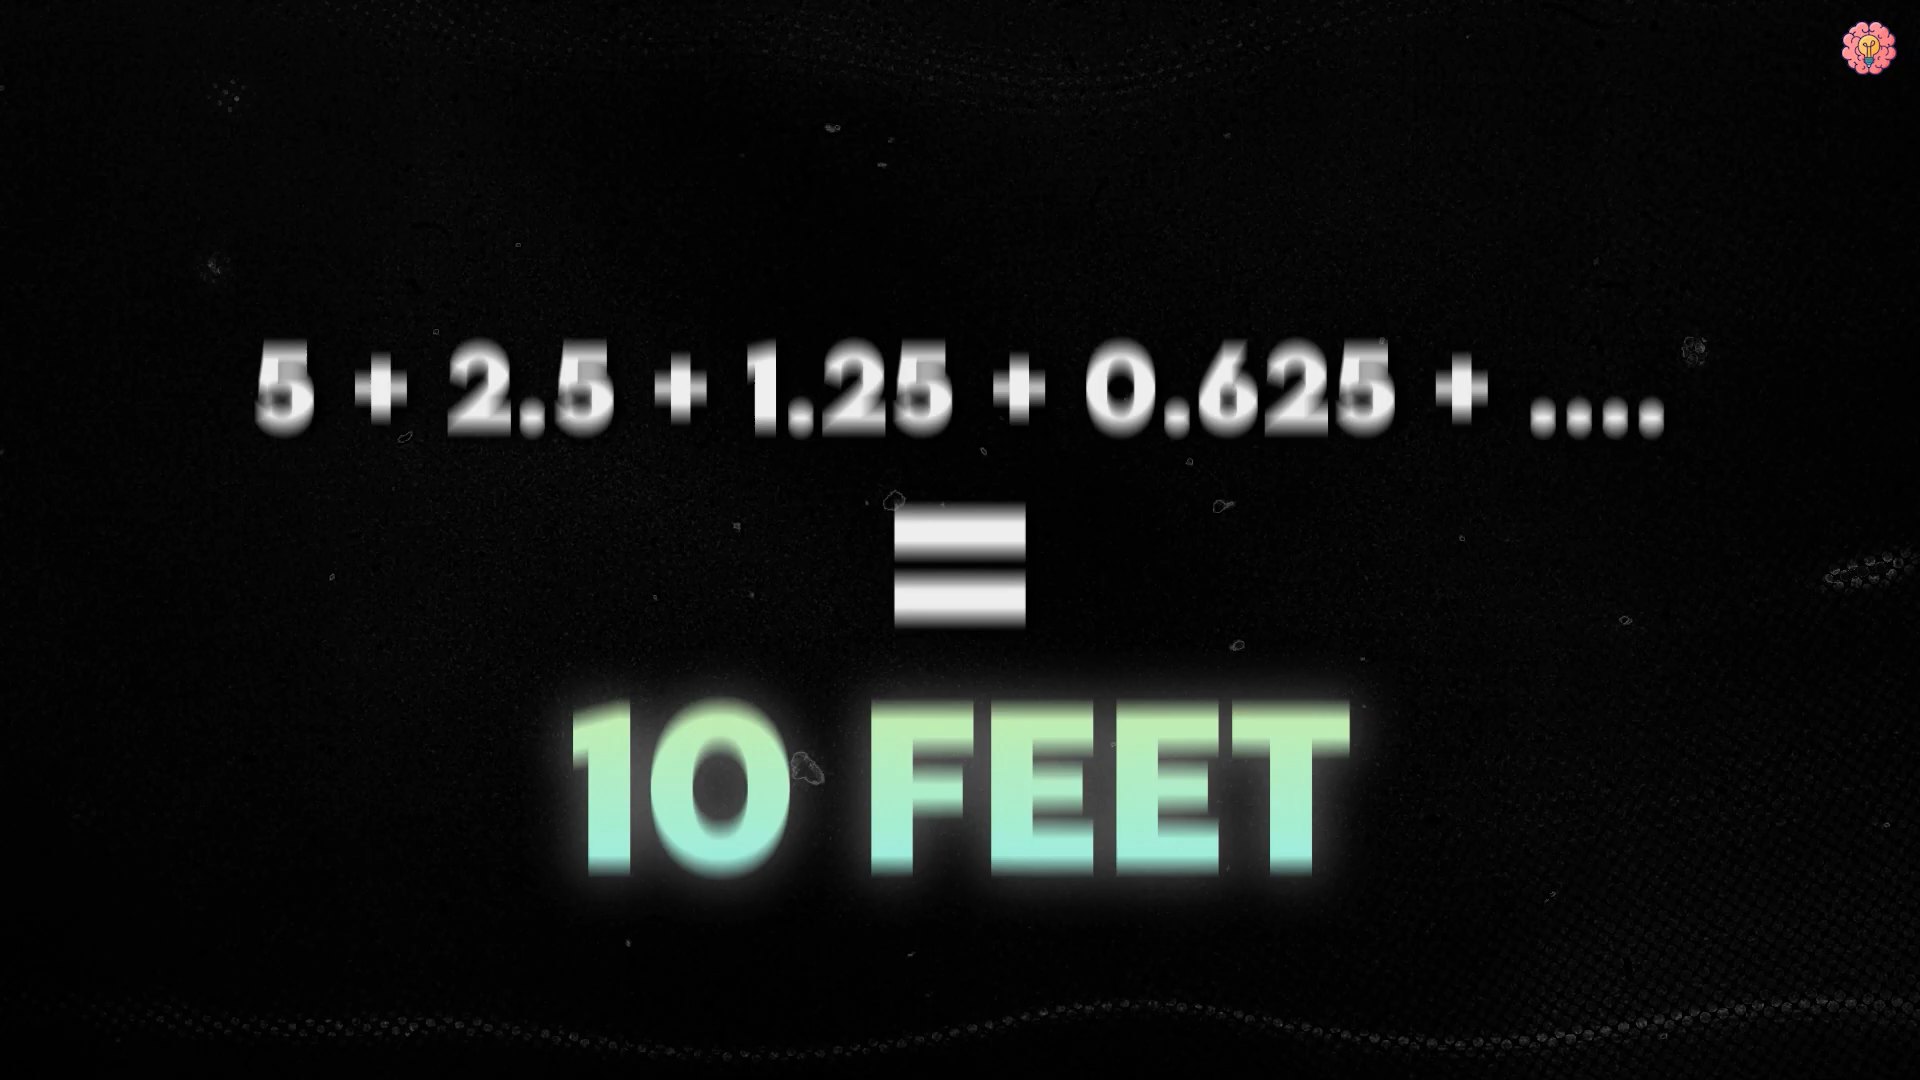 5 + 2.5 + 1.25 + 0.625 + ....
=
10 FEET